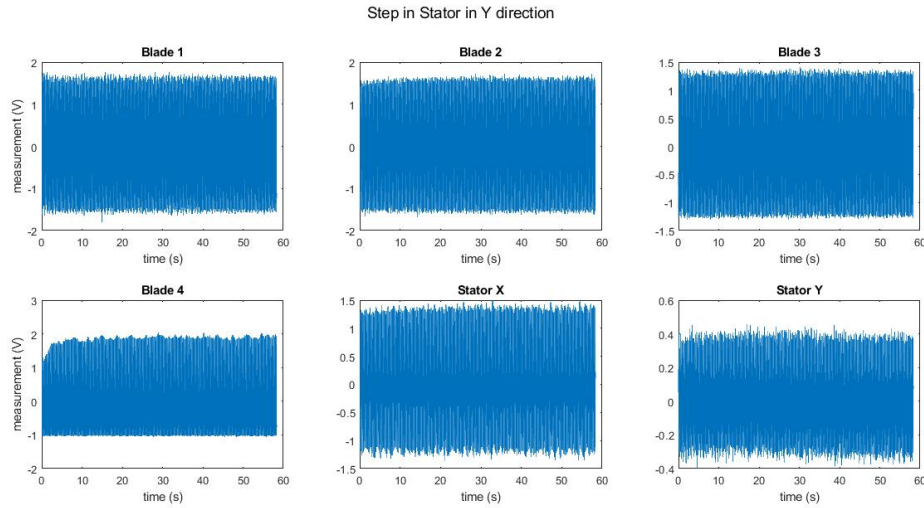 Step in Stator in Y direction
Blade 1
measurement (V)
2
1
0
-1
-2
0 10 20 30 40 50 60
time (s)
Blade 2
2
1
0
-1
-2
0 10 20 30 40 50 60
time (s)
Blade 3
1.5
1
0.5
0
-0.5
-1
-1.5
0 10 20 30 40 50 60
time (s)
Blade 4
measurement (V)
3
2
1
0
-1
-2
0 10 20 30 40 50 60
time (s)
Stator X
1.5
1
0.5
0
-0.5
-1
-1.5
0 10 20 30 40 50 60
time (s)
Stator Y
0.6
0.4
0.2
0
-0.2
-0.4
0 10 20 30 40 50 60
time (s)